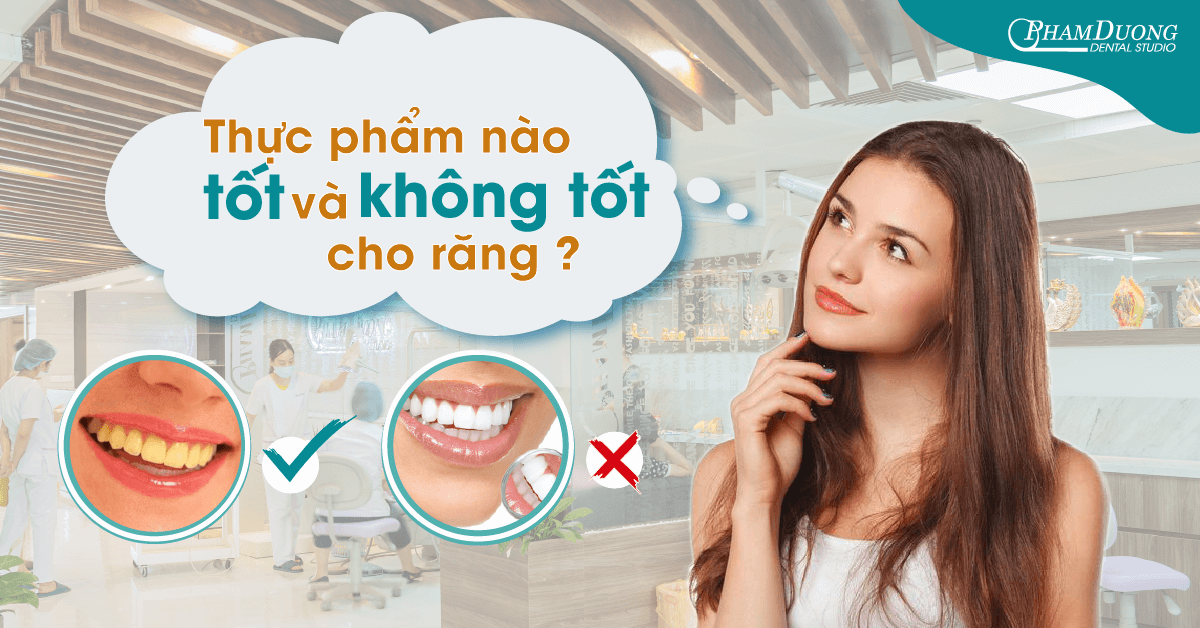 PHAMDUONG
DENTAL STUDIO
Thực phẩm nào
tốt và không tốt
cho răng ?